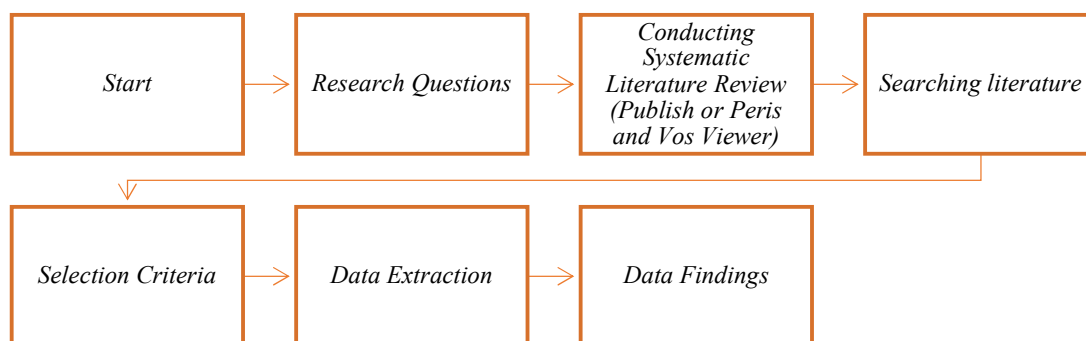 Start
Research Questions
Conducting
Systematic
Literature Review
(Publish or Peris
and Vos Viewer)
Searching literature
Selection Criteria
Data Extraction
Data Findings